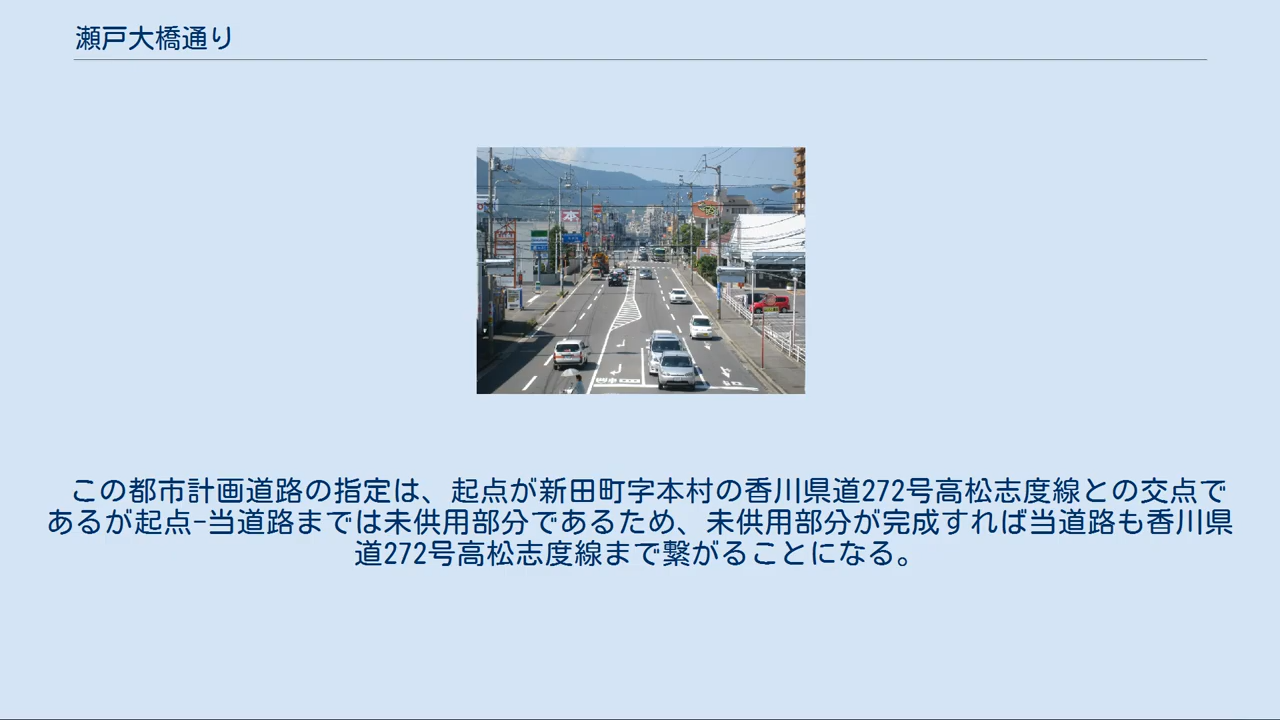 瀬戸大橋通り
本
この都市計画道路の指定は、起点が新田町字本村の香川県道272号高松志度線との交点で
あるが起点-当道路までは未供用部分であるため、未供用部分が完成すれば当道路も香川県
道272号高松志度線まで繋がることになる。